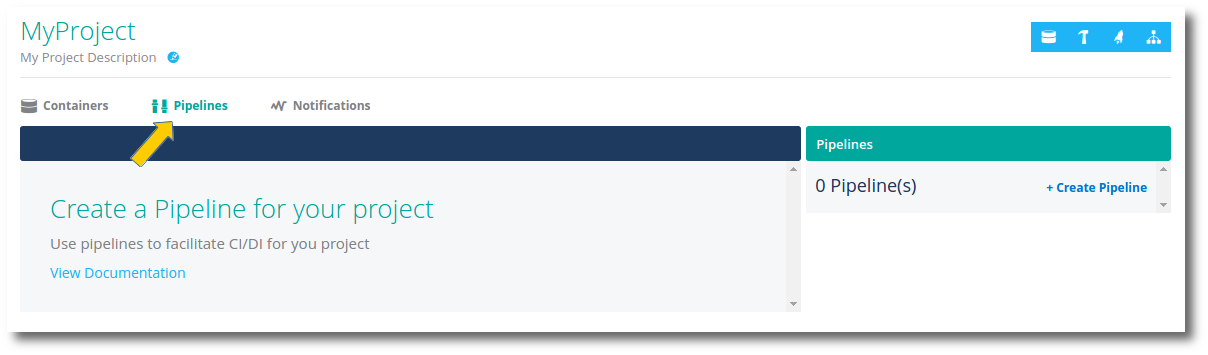 MyProject
My Project Description
Containers
Pipelines
Notifications
Pipelines
0 Pipeline(s)
+ Create Pipeline
Create a Pipeline for your project
Use pipelines to facilitate CI/DI for you project
View Documentation